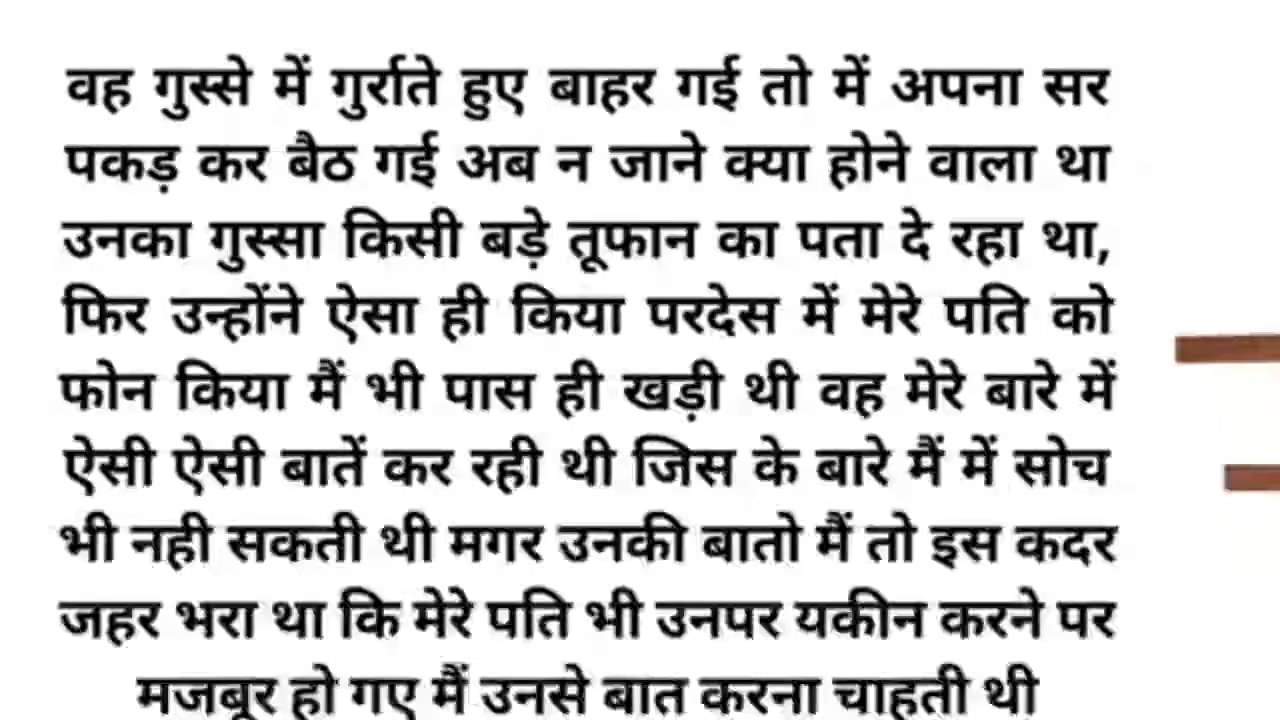 वह गुस्से में गुर्राते हुए बाहर गई तो में अपना सर
पकड़ कर बैठ गई अब न जाने क्या होने वाला था
उनका गुस्सा किसी बड़े तूफान का पता दे रहा था,
फिर उन्होंने ऐसा ही किया परदेस में मेरे पति को
फोन किया मैं भी पास ही खड़ी थी वह मेरे बारे में
ऐसी ऐसी बातें कर रही थी जिस के बारे मैं में सोच
भी नही सकती थी मगर उनकी बातो मैं तो इस कदर
जहर भरा था कि मेरे पति भी उनपर यकीन करने पर
मजबूर हो गए मैं उनसे बात करना चाहती थी